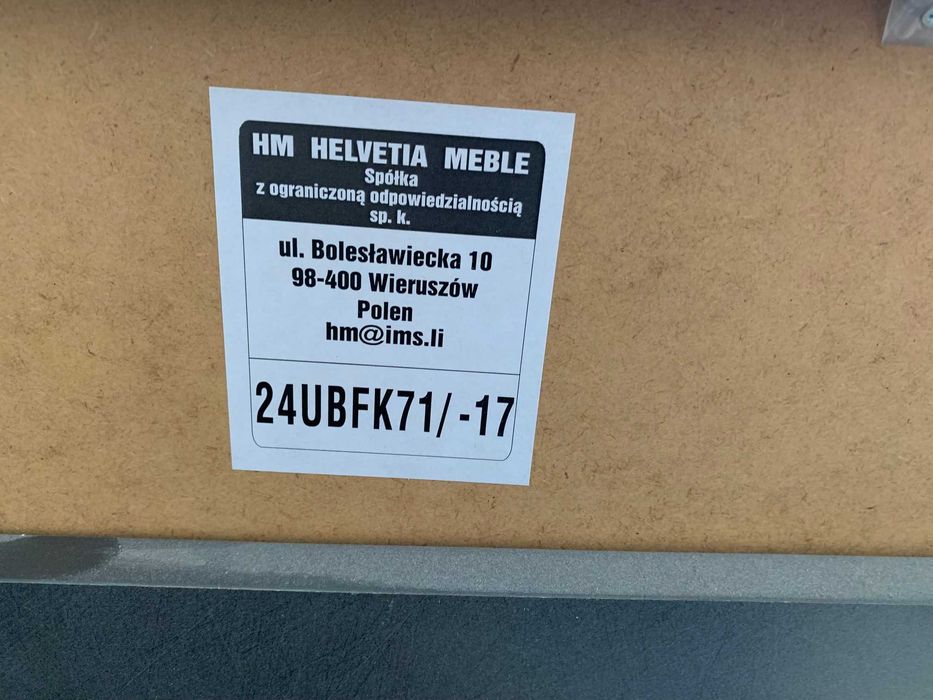 HM HELVETIA MEBLE
Spółka
z ograniczoną odpowiedzialnością
sp. k.
ul. Bolesławiecka 10
98-400 Wieruszów
Polen
hm@ims.li
24UBFK71/-17